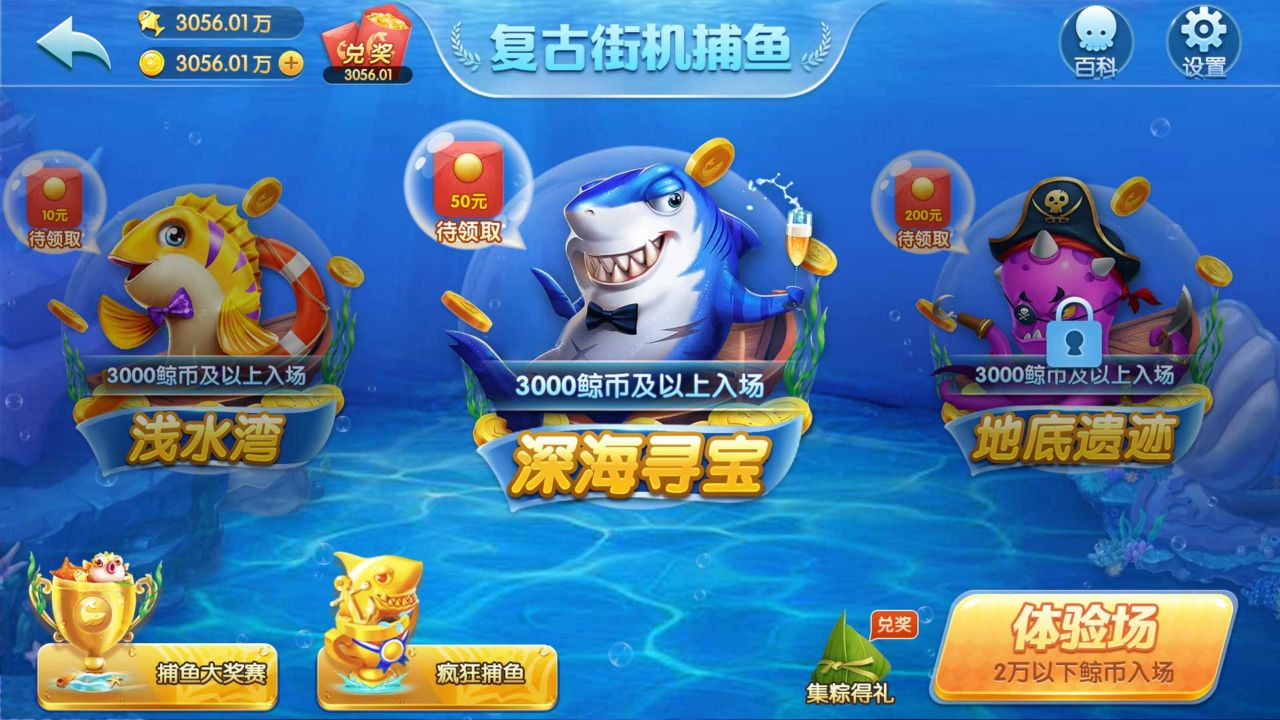 3056.01万
3056.01万
兑奖
3056.01
复古街机捕鱼
百科
设置
10元
待领取
50元
待领取
200元
待领取
3000鲸币及以上入场
浅水湾
3000鲸币及以上入场
深海寻宝
3000鲸币及以上入场
地底遗迹
捕鱼大奖赛
疯狂捕鱼
兑奖
集粽得礼
体验场
2万以下鲸币入场